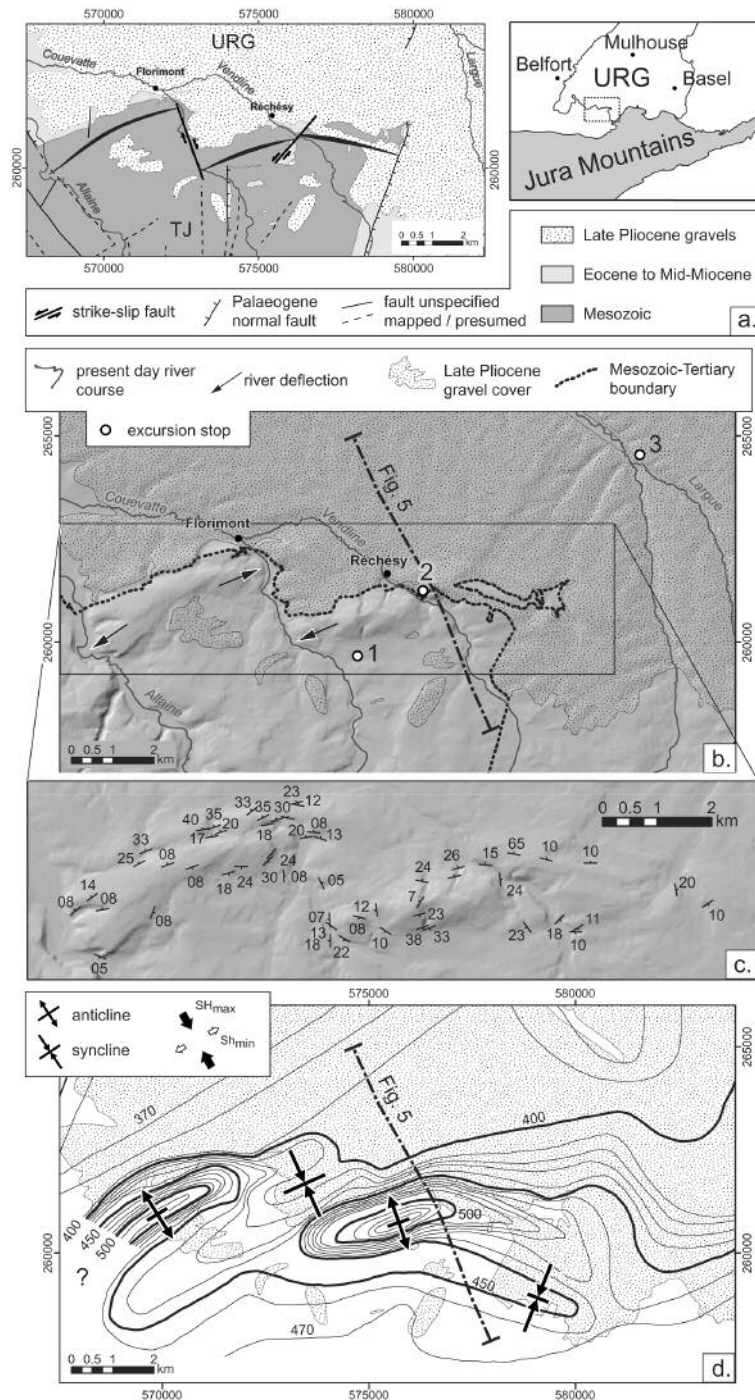 570000 575000 580000
URG
Couevatte
Florimont
Vendline
Réchésy
Largue
260000
260000
Allaine
TJ
0 0.5 1 2
km
570000 575000 580000
strike-slip fault
Palaeogene
normal fault
fault unspecified
mapped / presumed
Mulhouse
Belfort
URG
Basel
Jura Mountains
Late Pliocene gravels
Eocene to Mid-Miocene
Mesozoic
a.
present day river
course
river deflection
Late Pliocene
gravel cover
Mesozoic-Tertiary
boundary
excursion stop
265000
265000
3
Largue
Fig. 5
Couevatte
Florimont
Vendline
Réchésy
2
260000
260000
1
Allaine
0 0.5 1 2
km
b.
23
12
33
35
30
40
35
20
18
08
17
20
13
33
25
08
08
18
24
24
30
08
05
14
08
08
08
05
65
15
10
10
26
24
24
20
10
7
12
07
08
23
13
18
22
10
38
33
23
18
11
10
0 0.5 1 2
km
c.
anticline
syncline
SHmax
Shmin
575000 580000
265000
Fig. 5
370
400
500
400
450
500
260000
260000
?
450
470
0 0.5 1 2
km
d.
570000 575000 580000